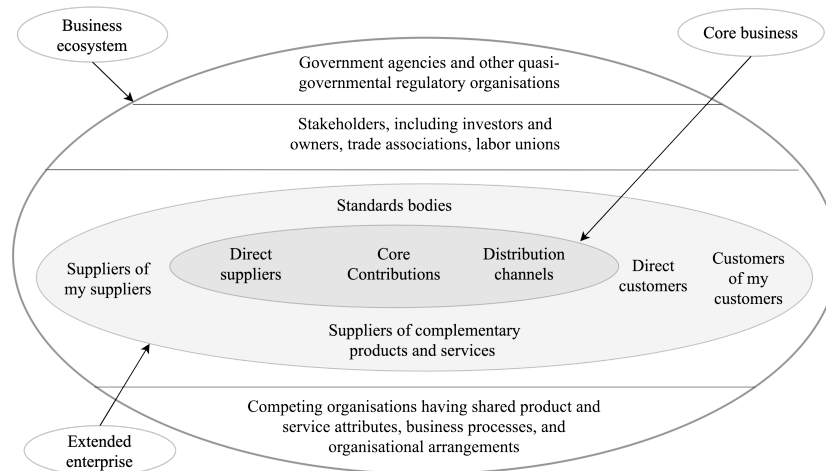 Business
ecosystem
Core business
Government agencies and other quasi-
governmental regulatory organisations
Stakeholders, including investors and
owners, trade associations, labor unions
Standards bodies
Suppliers of
my suppliers
Direct
suppliers
Core
Contributions
Distribution
channels
Direct
customers
Customers
of my
customers
Suppliers of complementary
products and services
Competing organisations having shared product and
service attributes, business processes, and
organisational arrangements
Extended
enterprise